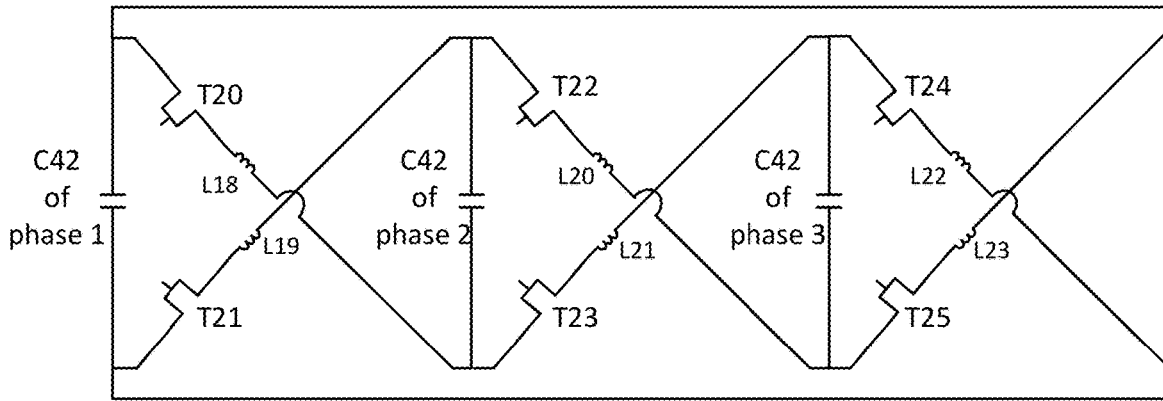 T20
T22
T24
C42
of
phase 1
L18
C42
of
phase 2
L20
C42
of
phase 3
L22
L19
L21
L23
T21
T23
T25